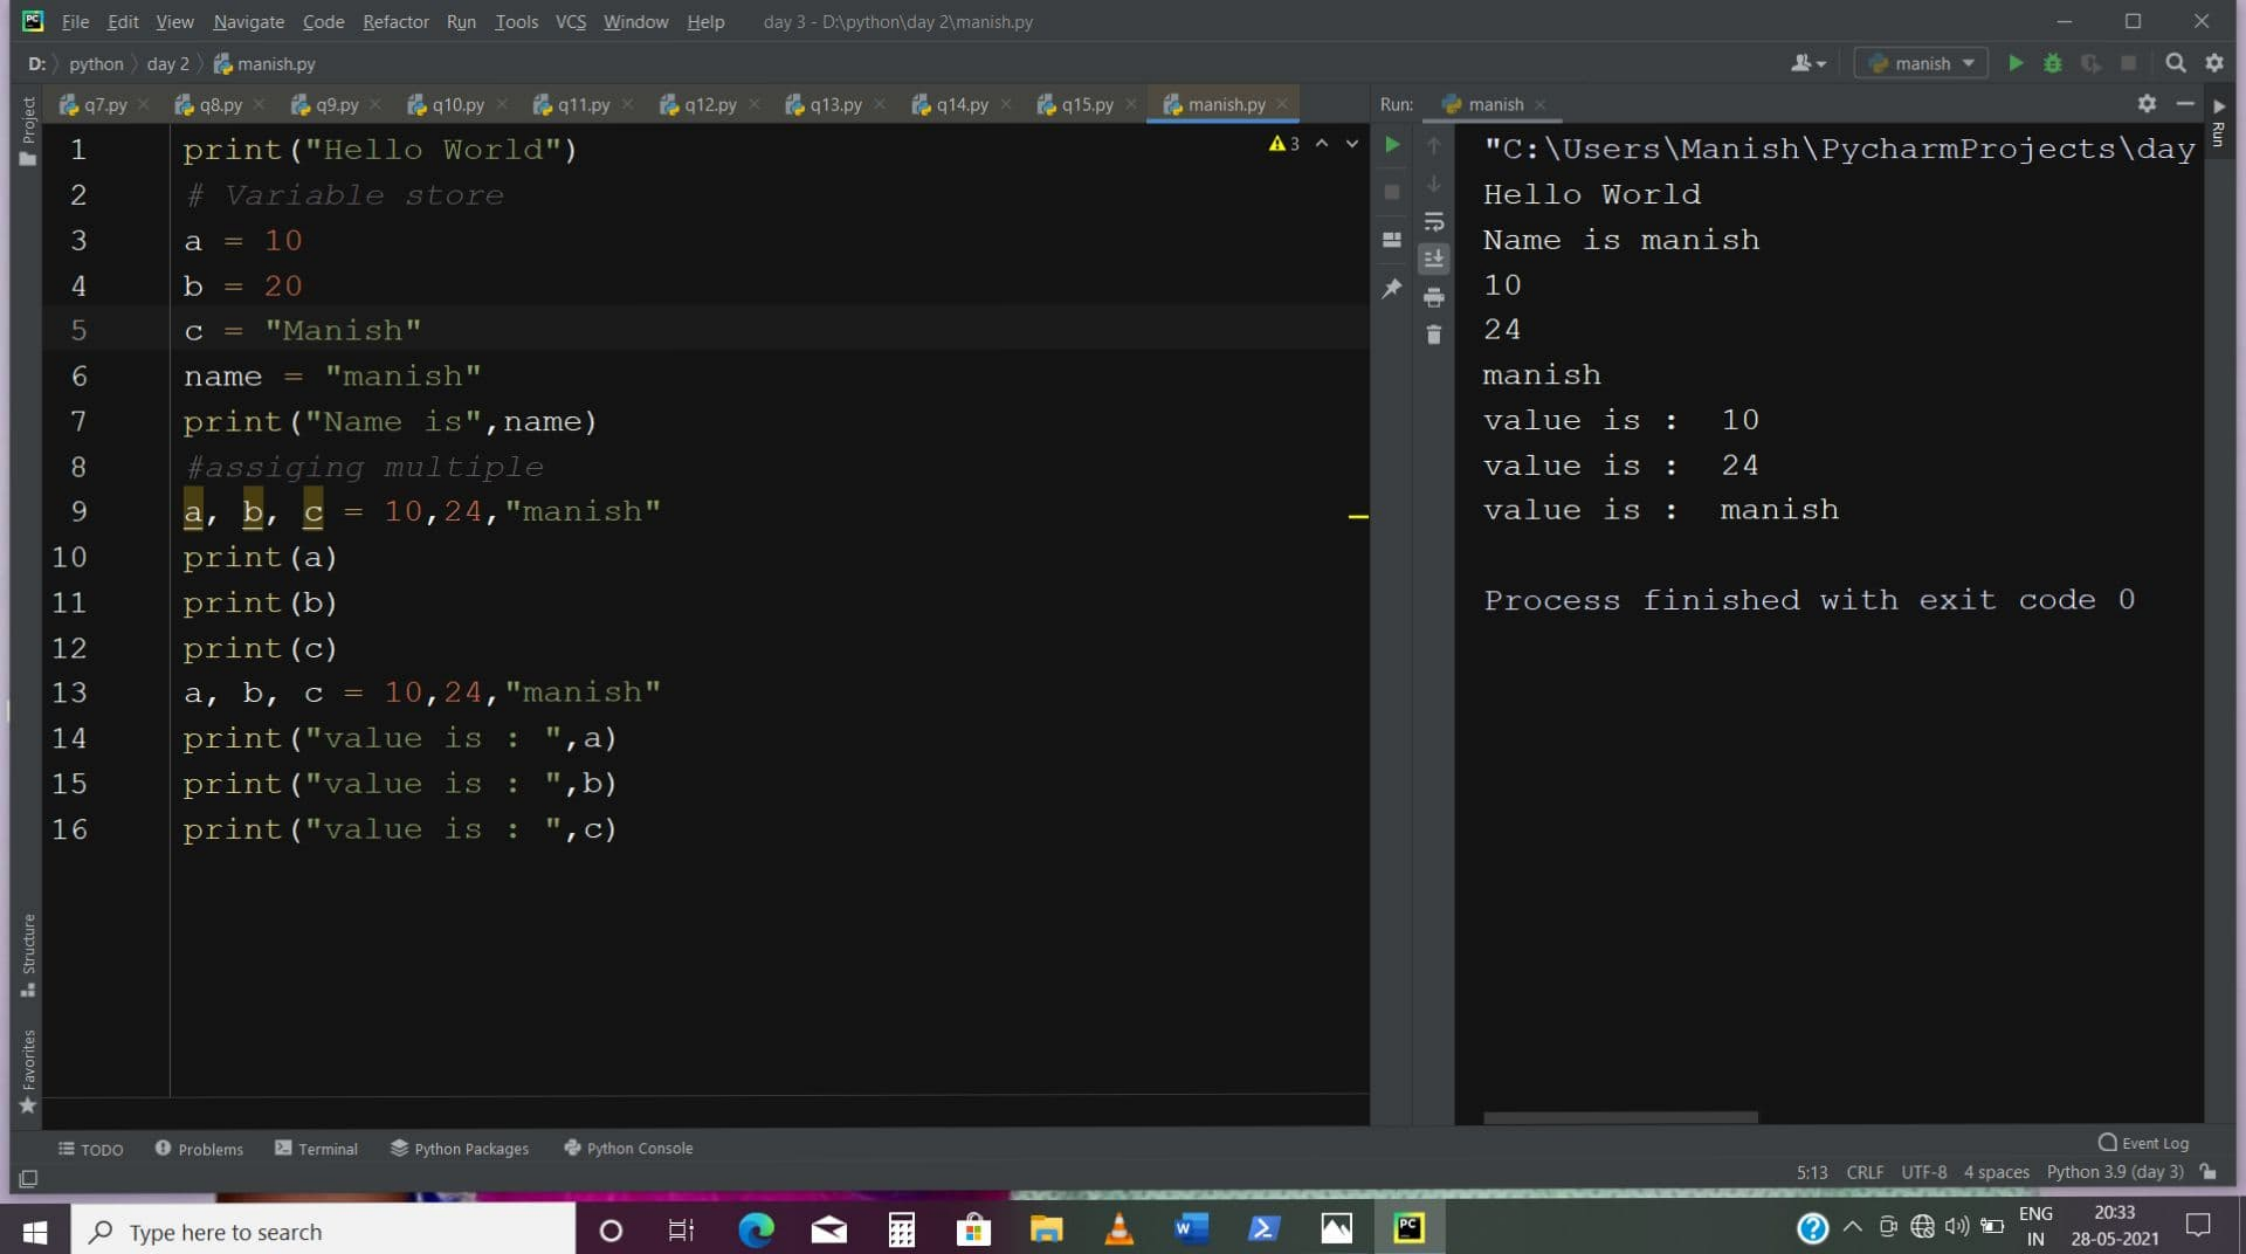 File Edit View Navigate Code Refactor Run Tools VCS Window Help day 3 - D:\python\day 2\manish.py
D: python day 2 manish.py manish
Project
q7.py q8.py q9.py q10.py q11.py q12.py q13.py q14.py q15.py manish.py
3
1 print("Hello World")
2 # Variable store
3 a = 10
4 b = 20
5 c = "Manish"
6 name = "manish"
7 print("Name is",name)
8 #assiging multiple
9 a, b, c = 10,24,"manish"
10 print(a)
11 print(b)
12 print(c)
13 a, b, c = 10,24,"manish"
14 print("value is : ",a)
15 print("value is : ",b)
16 print("value is : ",c)
Run: manish
Run
"C:\Users\Manish\PycharmProjects\day
Hello World
Name is manish
10
24
manish
value is :  10
value is :  24
value is :  manish
Process finished with exit code 0
Structure
Favorites
TODO Problems Terminal Python Packages Python Console Event Log
5:13 CRLF UTF-8 4 spaces Python 3.9 (day 3)
Type here to search
ENG
IN
20:33
28-05-2021